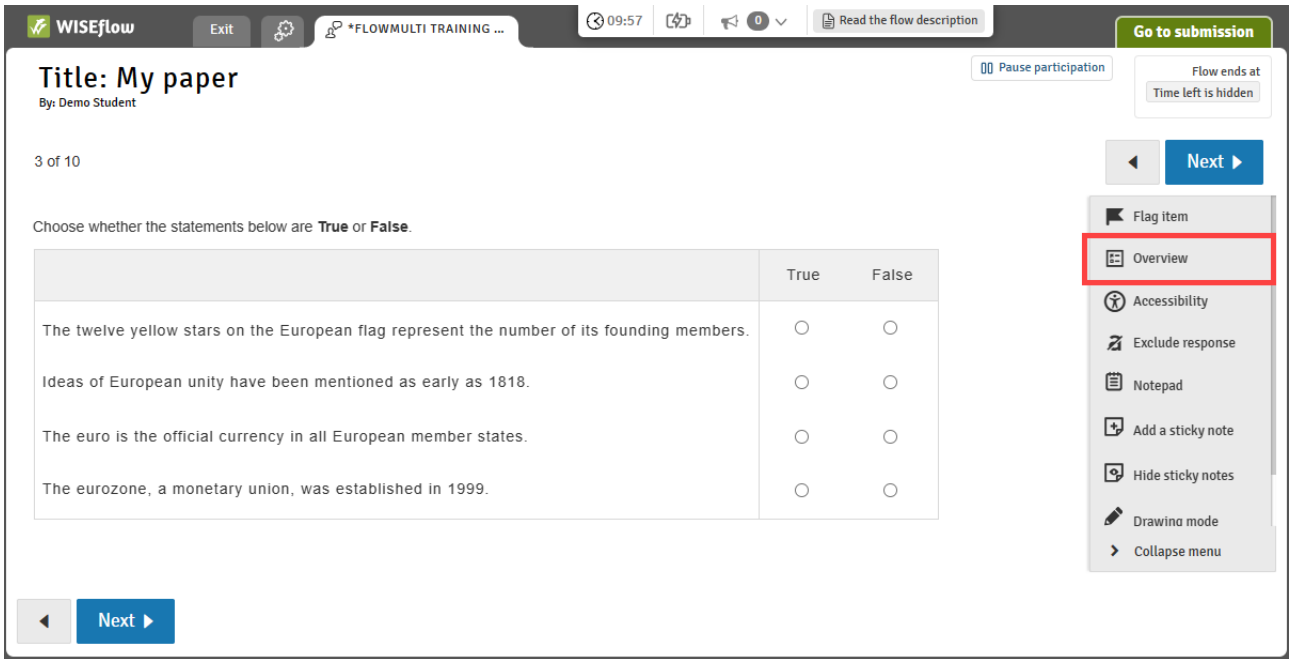 WISEflow
Exit
*FLOWMULTI TRAINING ...
09:57
0
Read the flow description
Go to submission
Title: My paper
By: Demo Student
Pause participation
Flow ends at
Time left is hidden
3 of 10
Next
Choose whether the statements below are True or False.
True False
The twelve yellow stars on the European flag represent the number of its founding members.
Ideas of European unity have been mentioned as early as 1818.
The euro is the official currency in all European member states.
The eurozone, a monetary union, was established in 1999.
Flag item
Overview
Accessibility
Exclude response
Notepad
Add a sticky note
Hide sticky notes
Drawing mode
Collapse menu
Next